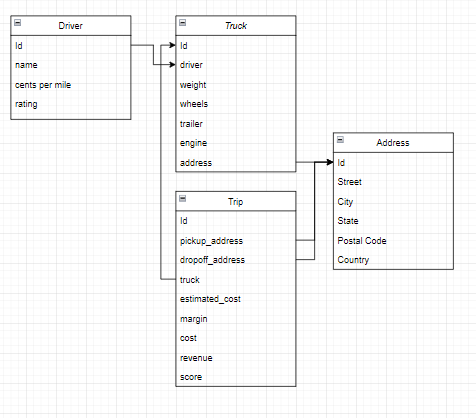 Driver
Id
name
cents per mile
rating
Truck
Id
driver
weight
wheels
trailer
engine
address
Trip
Id
pickup_address
dropoff_address
truck
estimated_cost
margin
cost
revenue
score
Address
Id
Street
City
State
Postal Code
Country